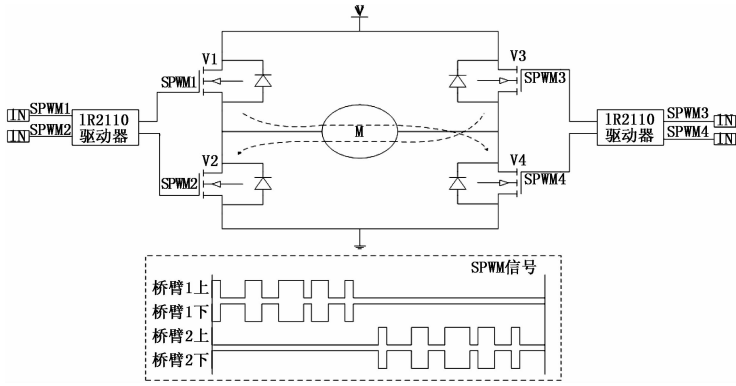 V
V1
SPWM1
V3
SPWM3
IN SPWM1
IN SPWM2
1R2110
驱动器
M
1R2110
驱动器
SPWM3 IN
SPWM4 IN
V2
SPWM2
V4
SPWM4
SPWM信号
桥臂1上
桥臂1下
桥臂2上
桥臂2下